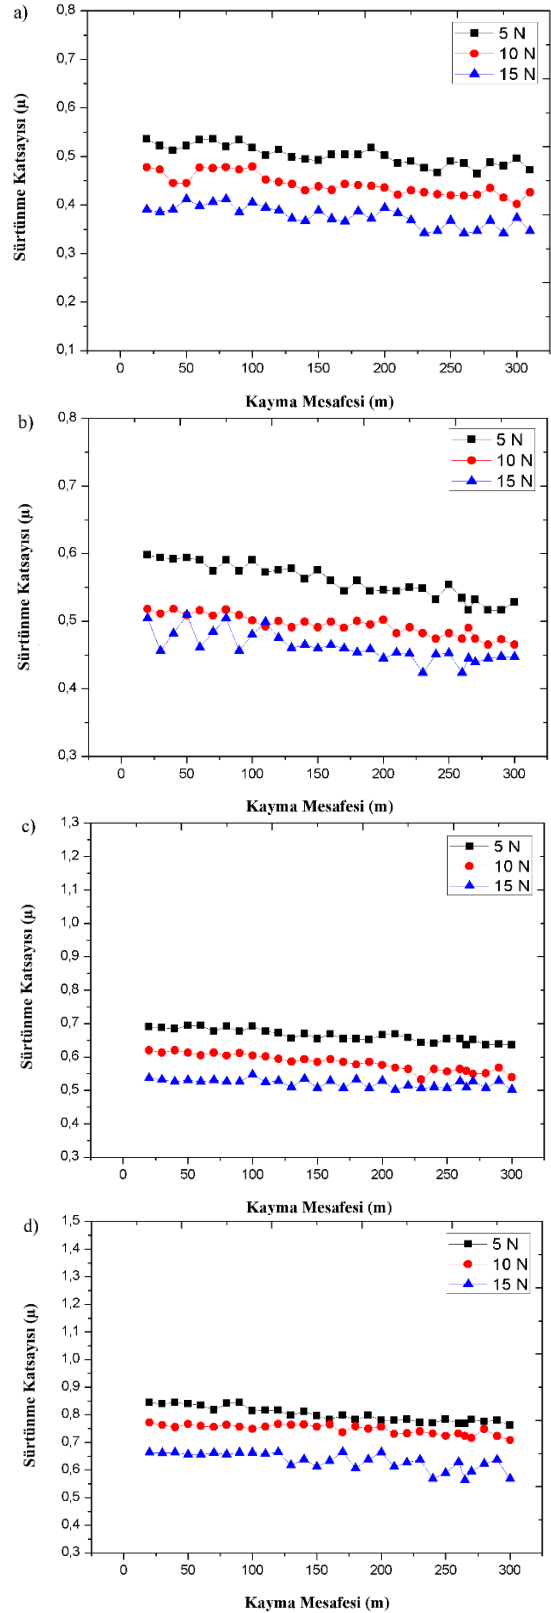 a)
0,8
0,7
0,6
0,5
0,4
0,3
0,2
0,1
Sürtünme Katsayısı (µ)
5 N
10 N
15 N
0 50 100 150 200 250 300
Kayma Mesafesi (m)
b)
0,8
0,7
0,6
0,5
0,4
0,3
Sürtünme Katsayısı (µ)
5 N
10 N
15 N
0 50 100 150 200 250 300
Kayma Mesafesi (m)
c)
1,3
1,2
1,1
1,0
0,9
0,8
0,7
0,6
0,5
0,4
0,3
Sürtünme Katsayısı (µ)
5 N
10 N
15 N
0 50 100 150 200 250 300
Kayma Mesafesi (m)
d)
1,5
1,4
1,3
1,2
1,1
1,0
0,9
0,8
0,7
0,6
0,5
0,4
0,3
Sürtünme Katsayısı (µ)
5 N
10 N
15 N
0 50 100 150 200 250 300
Kayma Mesafesi (m)